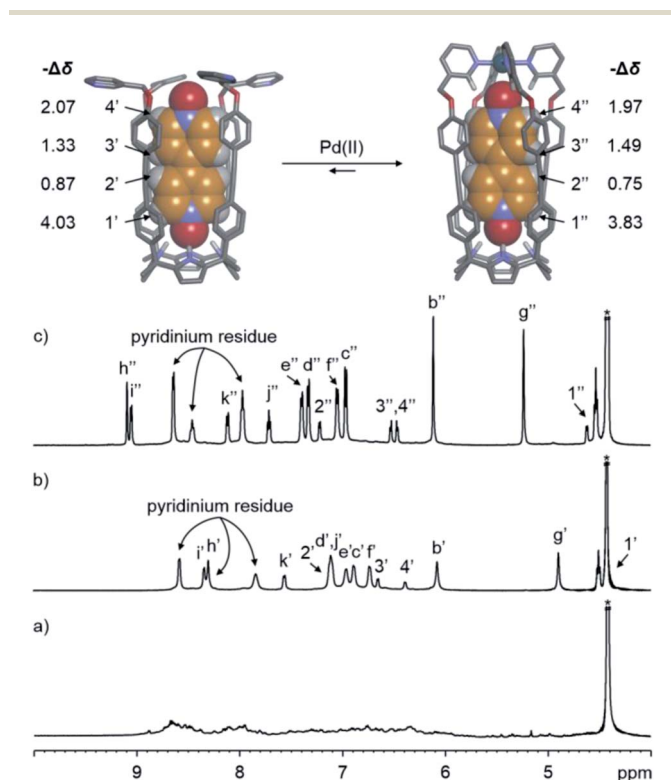 -Δδ -Δδ
2.07 4' 4'' 1.97
1.33 3' Pd(II) 3'' 1.49
0.87 2' 2'' 0.75
4.03 1' 1'' 3.83
c)
pyridinium residue
h'' i'' k'' j'' e'' d'' 2'' f'' c'' 3'',4'' b'' g'' 1'' *
b)
pyridinium residue
i' h' k' 2' d',j' e' c' f' 3' 4' b' g' * 1'
a)
*
9 8 7 6 5 ppm